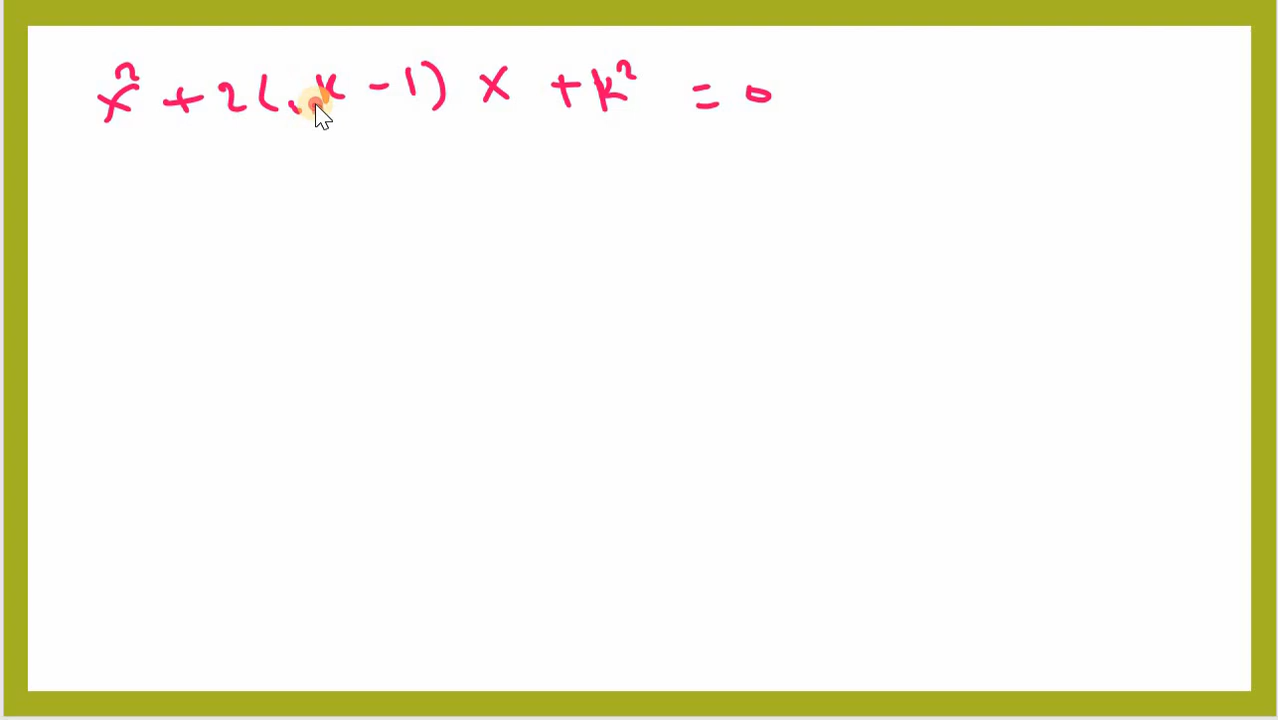 x² + 2(k - 1) x + k² = 0